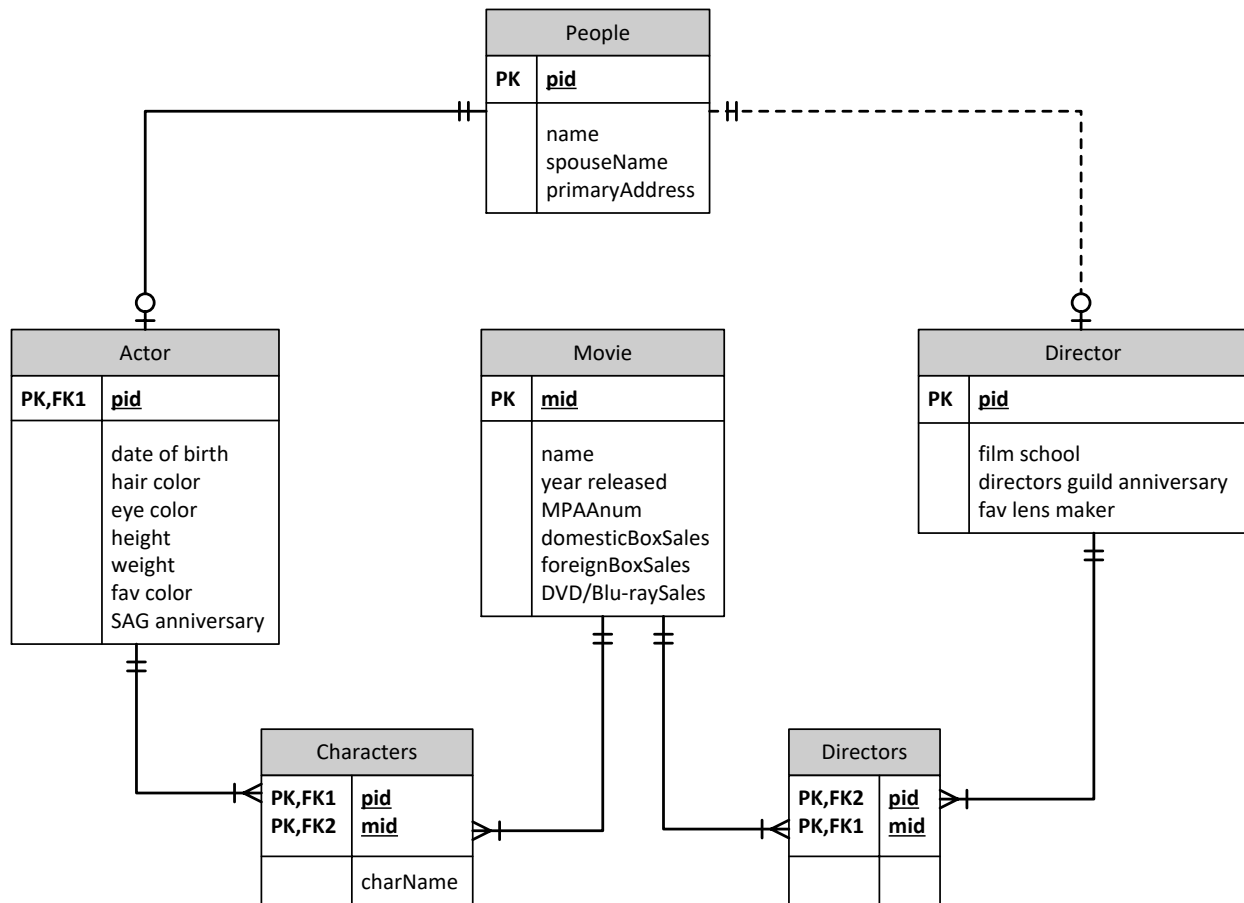 People
PK pid
name
spouseName
primaryAddress
Actor
PK,FK1 pid
date of birth
hair color
eye color
height
weight
fav color
SAG anniversary
Movie
PK mid
name
year released
MPAAnum
domesticBoxSales
foreignBoxSales
DVD/Blu-raySales
Director
PK pid
film school
directors guild anniversary
fav lens maker
Characters
PK,FK1 pid
PK,FK2 mid
charName
Directors
PK,FK2 pid
PK,FK1 mid